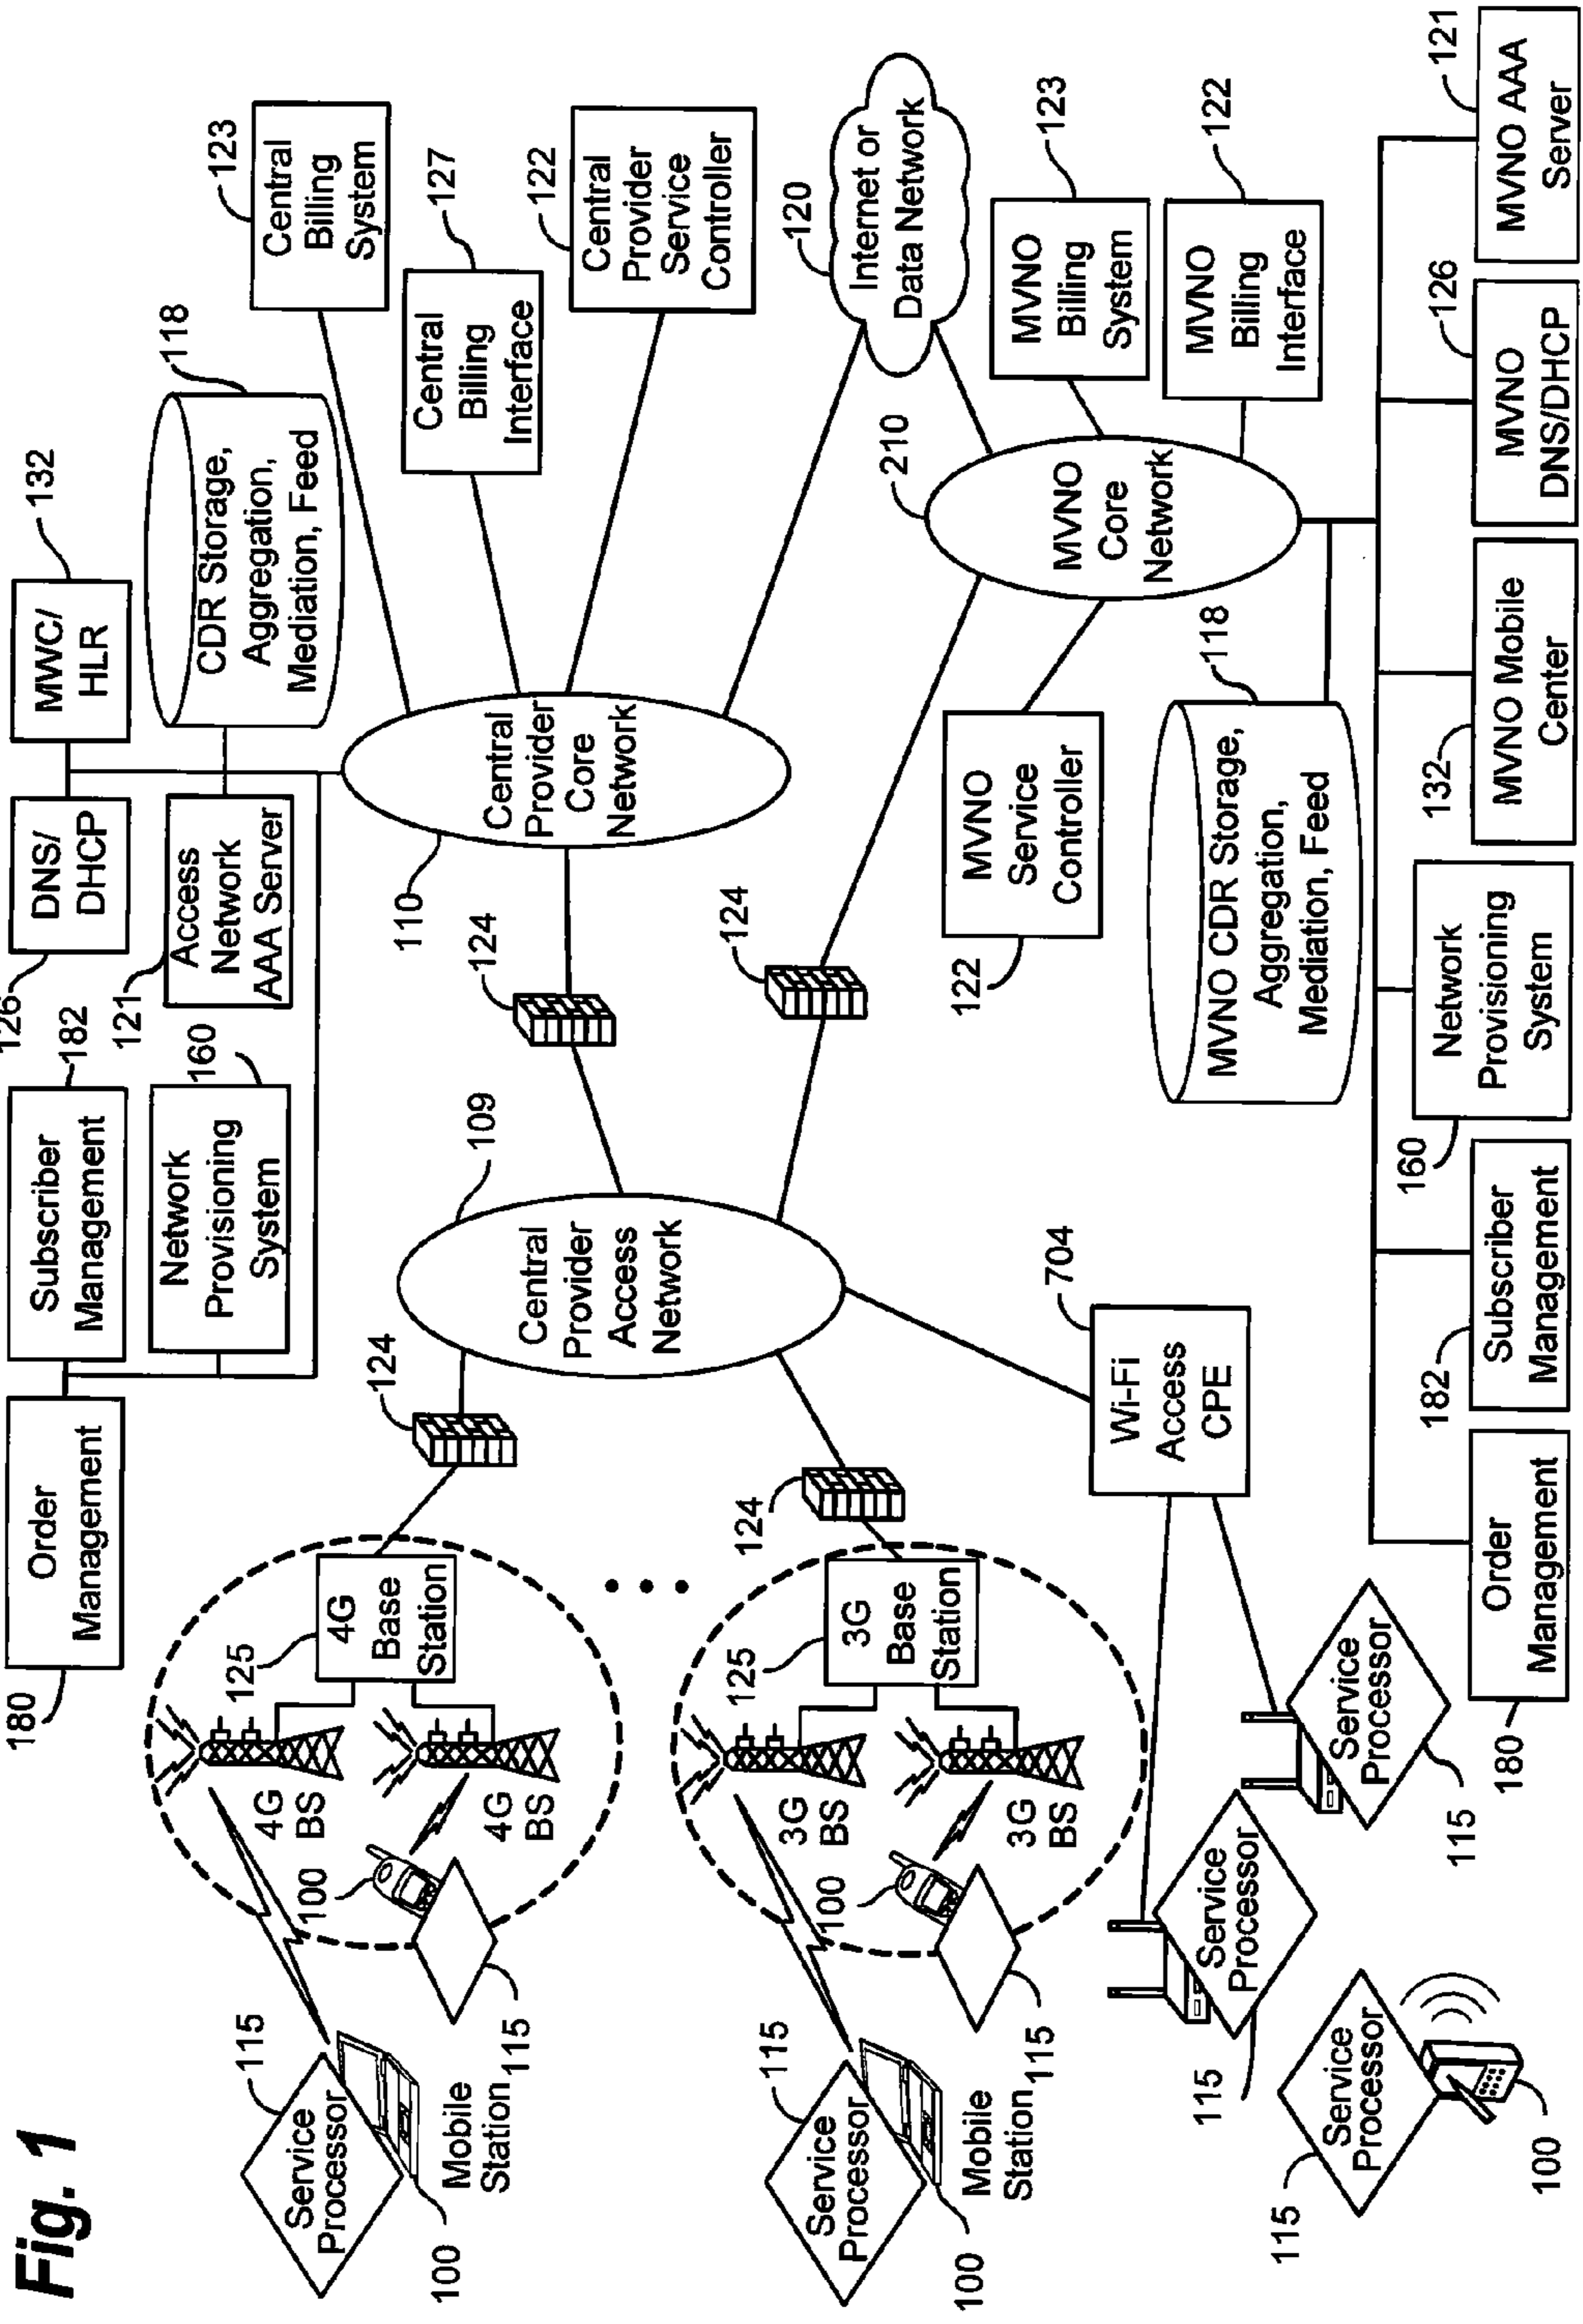 Fig. 1
180
Order
Management
Subscriber
Management
182
Network
Provisioning
System
160
126
DNS/
DHCP
MWC/
HLR
132
121
Access
Network
AAA Server
CDR Storage,
Aggregation,
Mediation, Feed
118
Central
Billing
System
123
Central
Billing
Interface
127
Central
Provider
Service
Controller
122
Central
Provider
Core
Network
110
124
124
Central
Provider
Access
Network
109
124
124
4G
Base
Station
125
4G
BS
4G
BS
100
115
Service
Processor
115
Mobile
Station
100
3G
Base
Station
125
3G
BS
3G
BS
100
115
Service
Processor
115
Mobile
Station
100
Wi-Fi
Access
CPE
704
Service
Processor
115
Service
Processor
115
Service
Processor
115
100
Internet or
Data Network
120
MVNO
Core
Network
210
MVNO
Billing
System
123
MVNO
Billing
Interface
122
MVNO
Service
Controller
122
MVNO CDR Storage,
Aggregation,
Mediation, Feed
118
Order
Management
180
Subscriber
Management
182
Network
Provisioning
System
160
MVNO Mobile
Center
132
MVNO
DNS/DHCP
126
MVNO AAA
Server
121